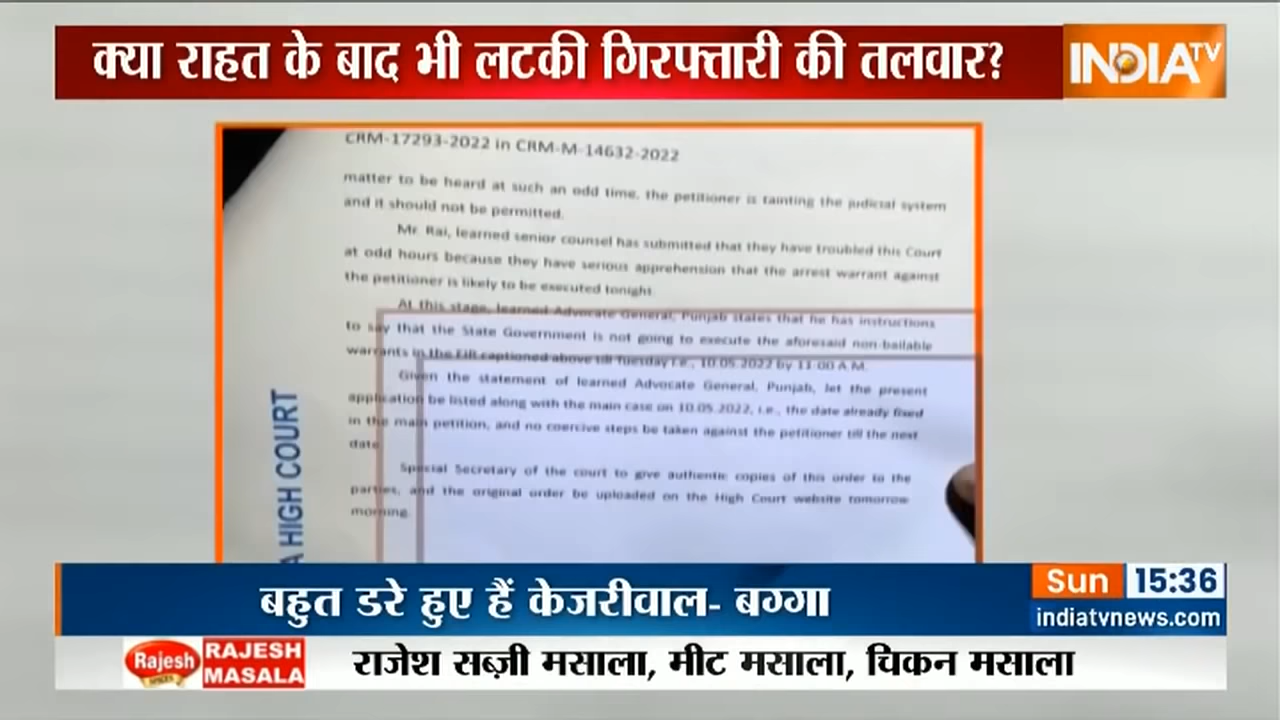 क्या राहत के बाद भी लटकी गिरफ्तारी की तलवार?
INDIA TV
CRM-17293-2022 in CRM-M-14632-2022
matter to be heard at such an odd time, the petitioner is tainting the judicial system
and it should not be permitted.
Mr. Rai, learned senior counsel has submitted that they have troubled this Court
at odd hours because they have serious apprehension that the arrest warrant against
the petitioner is likely to be executed tonight.
At this stage, learned Advocate General, Punjab states that he has instructions
to say that the State Government is not going to execute the aforesaid non-bailable
warrants in the FIR captioned above till Tuesday i.e., 10.05.2022 by 11:00 A.M.
Given the statement of learned Advocate General, Punjab, let the present
application be listed along with the main case on 10.05.2022, i.e., the date already fixed
in the main petition, and no coercive steps be taken against the petitioner till the next
date.
Special Secretary of the court to give authentic copies of this order to the
parties, and the original order be uploaded on the High Court website tomorrow
morning.
A HIGH COURT
बहुत डरे हुए हैं केजरीवाल- बग्गा
Sun 15:36
indiatvnews.com
Rajesh
RAJESH
MASALA
राजेश सब्ज़ी मसाला, मीट मसाला, चिकन मसाला